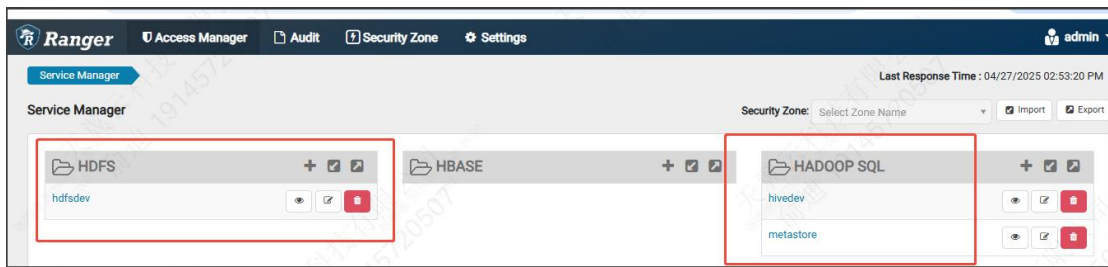 Ranger Access Manager Audit Security Zone Settings admin
Service Manager
Last Response Time : 04/27/2025 02:53:20 PM
Service Manager
Security Zone: Select Zone Name Import Export
HDFS HBASE HADOOP SQL
hdfsdev hivedev
metastore